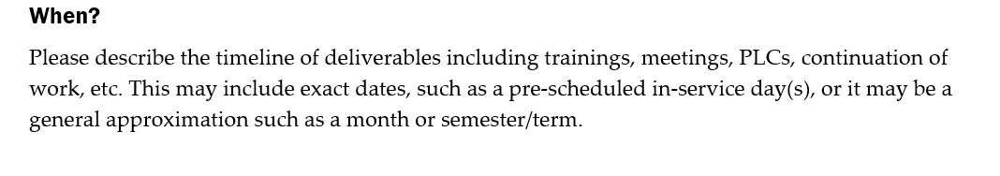 When?
Please describe the timeline of deliverables including trainings, meetings, PLCs, continuation of
work, etc. This may include exact dates, such as a pre-scheduled in-service day(s), or it may be a
general approximation such as a month or semester/term.